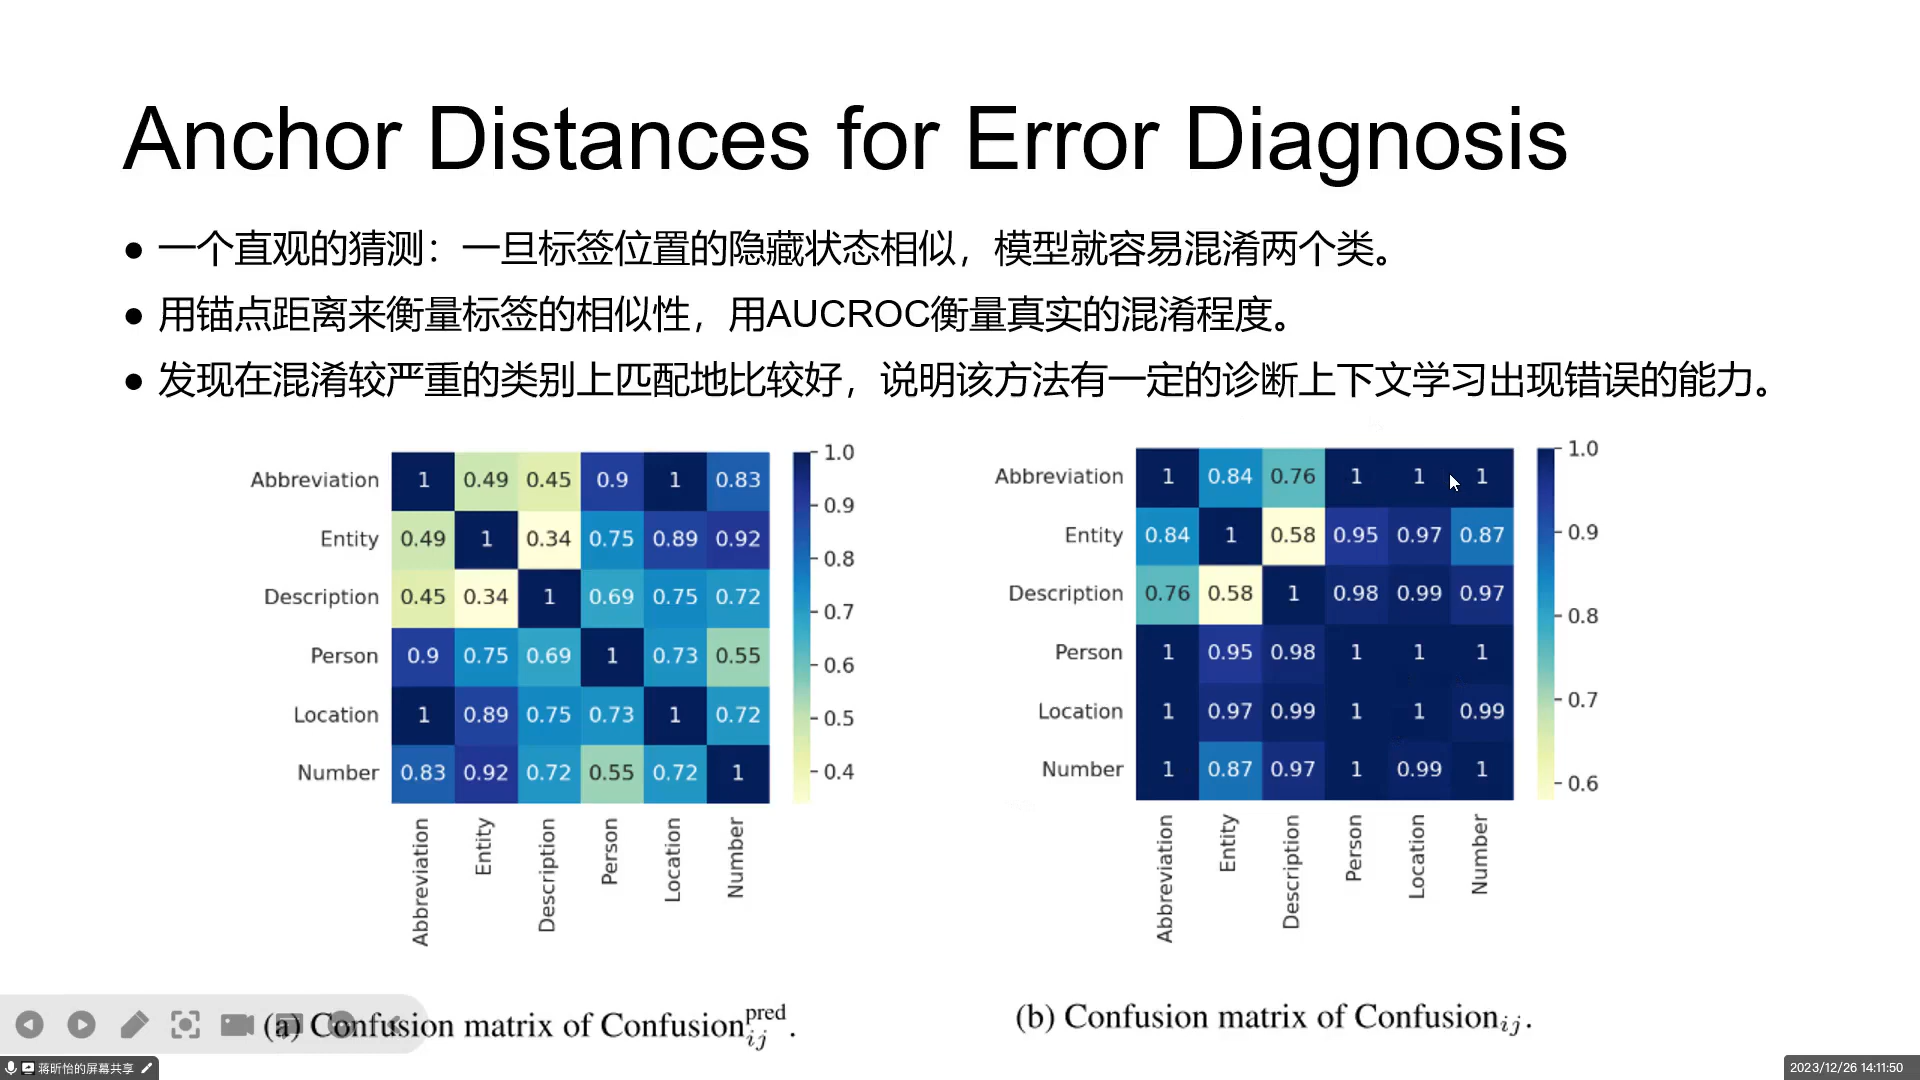 Anchor Distances for Error Diagnosis
● 一个直观的猜测：一旦标签位置的隐藏状态相似，模型就容易混淆两个类。
● 用锚点距离来衡量标签的相似性，用AUCROC衡量真实的混淆程度。
● 发现在混淆较严重的类别上匹配地比较好，说明该方法有一定的诊断上下文学习出现错误的能力。
Abbreviation 1 0.49 0.45 0.9 1 0.83
Entity 0.49 1 0.34 0.75 0.89 0.92
Description 0.45 0.34 1 0.69 0.75 0.72
Person 0.9 0.75 0.69 1 0.73 0.55
Location 1 0.89 0.75 0.73 1 0.72
Number 0.83 0.92 0.72 0.55 0.72 1
Abbreviation Entity Description Person Location Number
1.0
0.9
0.8
0.7
0.6
0.5
0.4
(a) Confusion matrix of Confusion_{ij}^{pred}.
Abbreviation 1 0.84 0.76 1 1 1
Entity 0.84 1 0.58 0.95 0.97 0.87
Description 0.76 0.58 1 0.98 0.99 0.97
Person 1 0.95 0.98 1 1 1
Location 1 0.97 0.99 1 1 0.99
Number 1 0.87 0.97 1 0.99 1
Abbreviation Entity Description Person Location Number
1.0
0.9
0.8
0.7
0.6
(b) Confusion matrix of Confusion_{ij}.
蒋昕怡的屏幕共享
2023/12/26 14:11:50